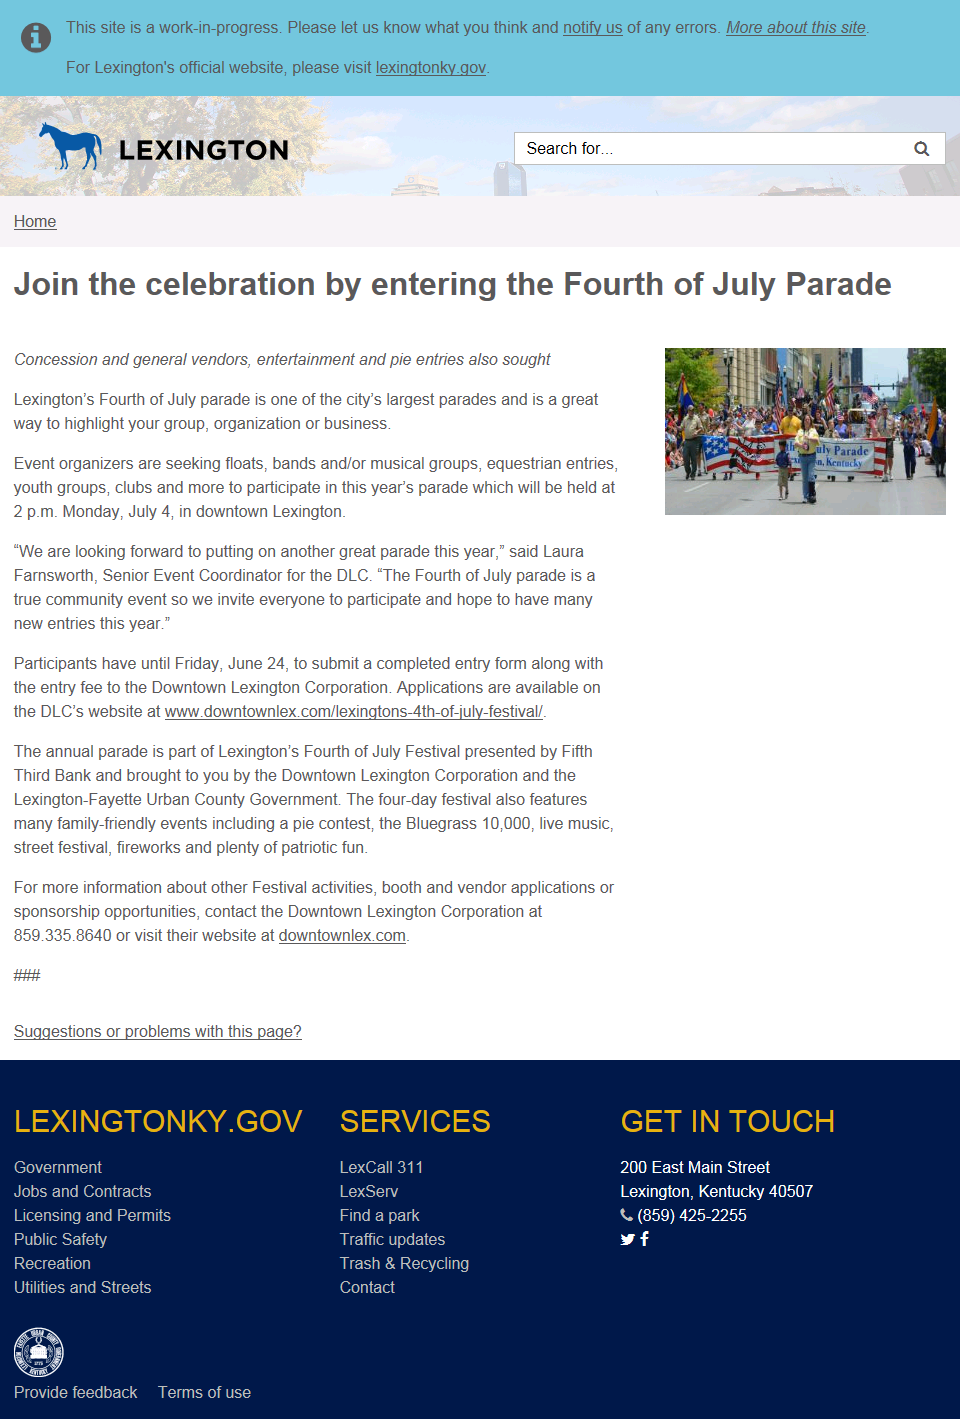 This site is a work-in-progress. Please let us know what you think and notify us of any errors. More about this site.
For Lexington's official website, please visit lexingtonky.gov.
LEXINGTON
Search for...
Home
Join the celebration by entering the Fourth of July Parade
Concession and general vendors, entertainment and pie entries also sought
Lexington’s Fourth of July parade is one of the city’s largest parades and is a great
way to highlight your group, organization or business.
Event organizers are seeking floats, bands and/or musical groups, equestrian entries,
youth groups, clubs and more to participate in this year’s parade which will be held at
2 p.m. Monday, July 4, in downtown Lexington.
“We are looking forward to putting on another great parade this year,” said Laura
Farnsworth, Senior Event Coordinator for the DLC. “The Fourth of July parade is a
true community event so we invite everyone to participate and hope to have many
new entries this year.”
Participants have until Friday, June 24, to submit a completed entry form along with
the entry fee to the Downtown Lexington Corporation. Applications are available on
the DLC’s website at www.downtownlex.com/lexingtons-4th-of-july-festival/.
The annual parade is part of Lexington’s Fourth of July Festival presented by Fifth
Third Bank and brought to you by the Downtown Lexington Corporation and the
Lexington-Fayette Urban County Government. The four-day festival also features
many family-friendly events including a pie contest, the Bluegrass 10,000, live music,
street festival, fireworks and plenty of patriotic fun.
For more information about other Festival activities, booth and vendor applications or
sponsorship opportunities, contact the Downtown Lexington Corporation at
859.335.8640 or visit their website at downtownlex.com.
###
July Parade
Kentucky
Suggestions or problems with this page?
LEXINGTONKY.GOV
Government
Jobs and Contracts
Licensing and Permits
Public Safety
Recreation
Utilities and Streets
SERVICES
LexCall 311
LexServ
Find a park
Traffic updates
Trash & Recycling
Contact
GET IN TOUCH
200 East Main Street
Lexington, Kentucky 40507
(859) 425-2255
Provide feedback
Terms of use